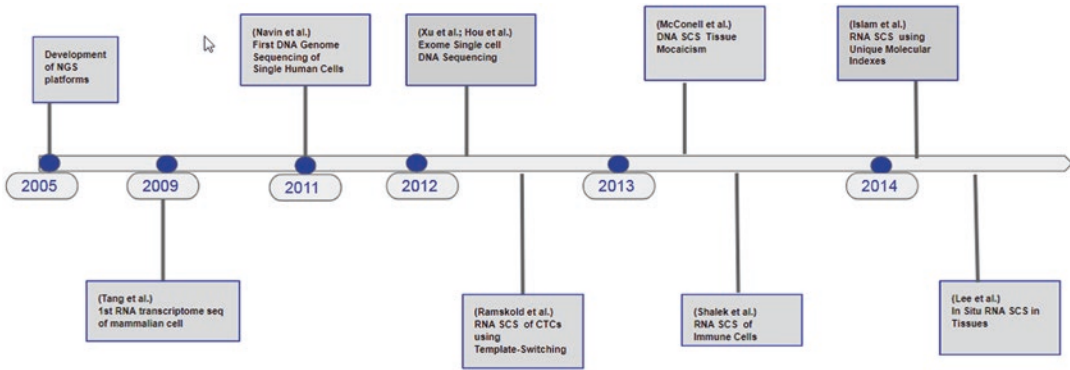 Development
of NGS
platforms
(Navin et al.)
First DNA Genome
Sequencing of
Single Human Cells
(Xu et al.; Hou et al.)
Exome Single cell
DNA Sequencing
(McConell et al.)
DNA SCS Tissue
Mocaicism
(Islam et al.)
RNA SCS using
Unique Molecular
Indexes
2005
2009
2011
2012
2013
2014
(Tang et al.)
1st RNA transcriptome seq
of mammalian cell
(Ramskold et al.)
RNA SCS of CTCs
using
Template-Switching
(Shalek et al.)
RNA SCS of
Immune Cells
(Lee et al.)
In Situ RNA SCS in
Tissues